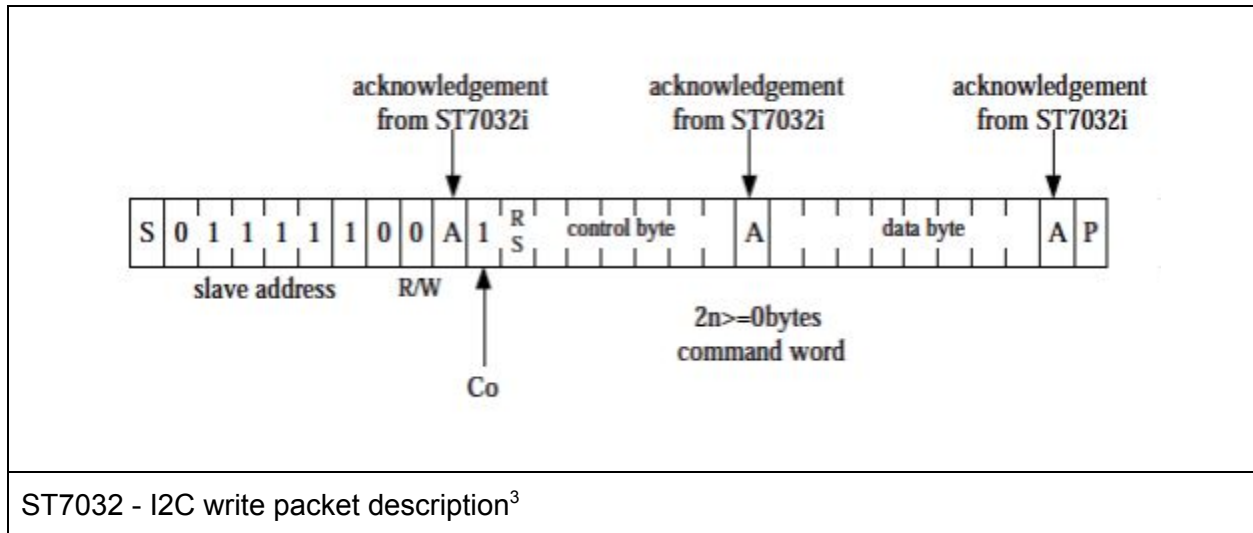 acknowledgement acknowledgement acknowledgement
from ST7032i from ST7032i from ST7032i
S 0 1 1 1 1 1 0 0 A 1 RS control byte A data byte A P
slave address R/W
2n>=0bytes
command word
Co
ST7032 - I2C write packet description³